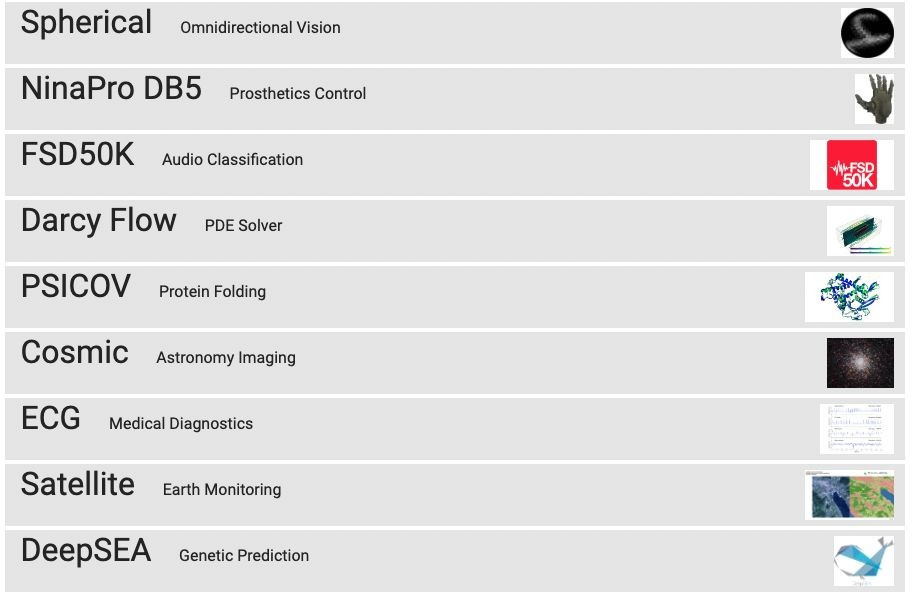 Spherical Omnidirectional Vision
NinaPro DB5 Prosthetics Control
FSD50K Audio Classification
FSD
50K
Darcy Flow PDE Solver
PSICOV Protein Folding
Cosmic Astronomy Imaging
ECG Medical Diagnostics
Satellite Earth Monitoring
DeepSEA Genetic Prediction